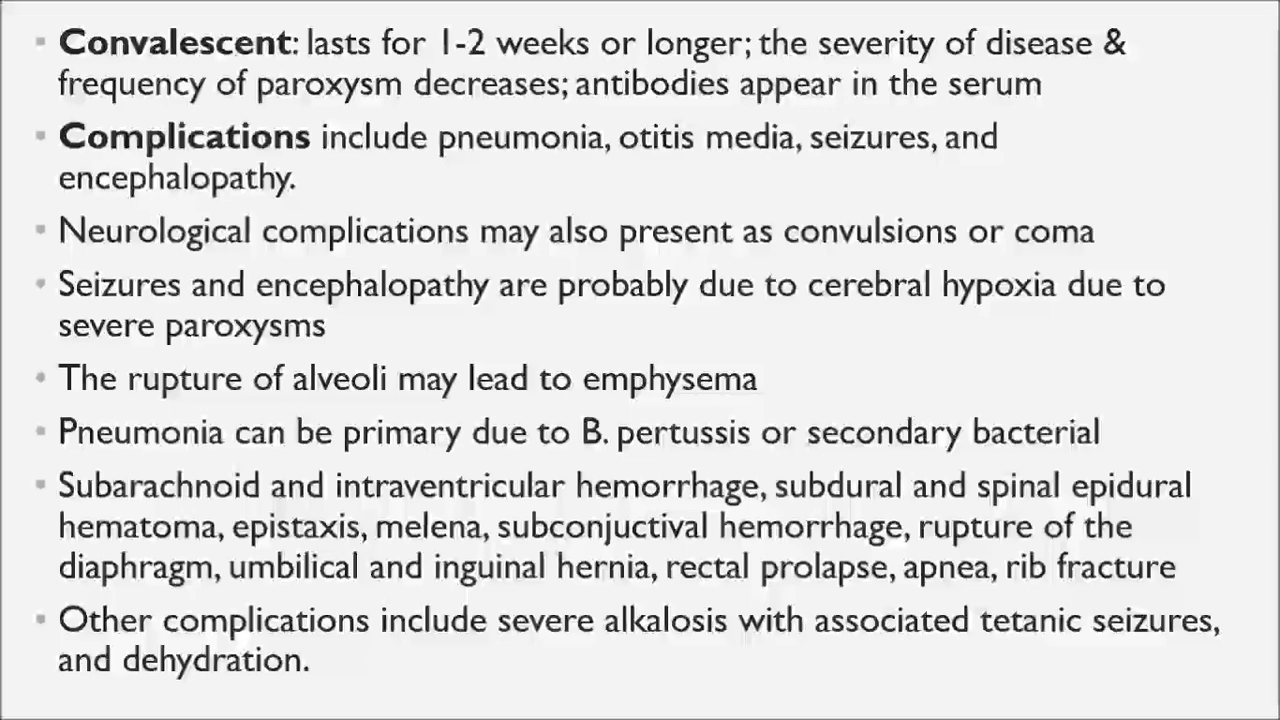 Convalescent: lasts for 1-2 weeks or longer; the severity of disease &
frequency of paroxysm decreases; antibodies appear in the serum
Complications include pneumonia, otitis media, seizures, and
encephalopathy.
Neurological complications may also present as convulsions or coma
Seizures and encephalopathy are probably due to cerebral hypoxia due to
severe paroxysms
The rupture of alveoli may lead to emphysema
Pneumonia can be primary due to B. pertussis or secondary bacterial
Subarachnoid and intraventricular hemorrhage, subdural and spinal epidural
hematoma, epistaxis, melena, subconjuctival hemorrhage, rupture of the
diaphragm, umbilical and inguinal hernia, rectal prolapse, apnea, rib fracture
Other complications include severe alkalosis with associated tetanic seizures,
and dehydration.